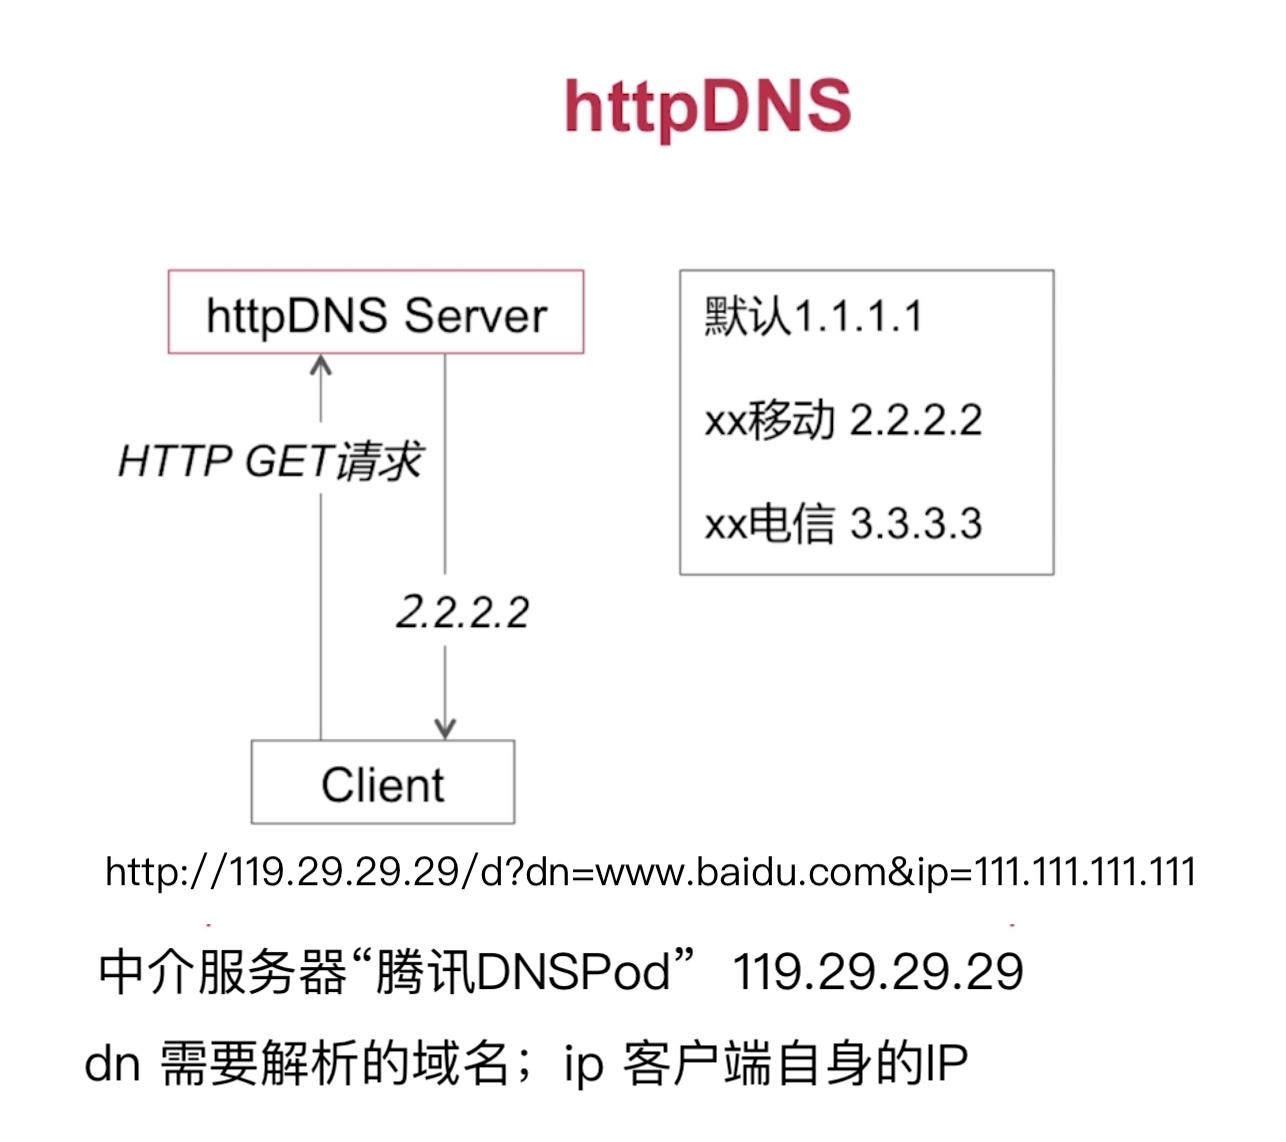 httpDNS
httpDNS Server
HTTP GET请求
2.2.2.2
Client
默认1.1.1.1
xx移动 2.2.2.2
xx电信 3.3.3.3
http://119.29.29.29/d?dn=www.baidu.com&ip=111.111.111.111
中介服务器“腾讯DNSPod” 119.29.29.29
dn 需要解析的域名；ip 客户端自身的IP